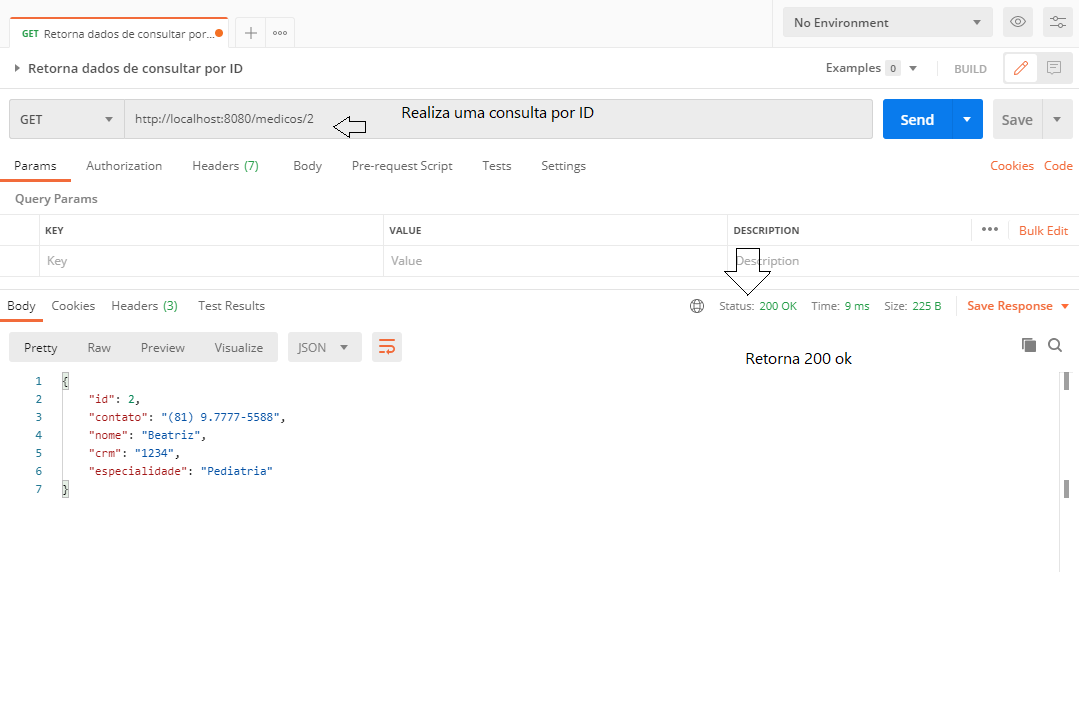 GET Retorna dados de consultar por...
No Environment
Retorna dados de consultar por ID
Examples 0
BUILD
GET
http://localhost:8080/medicos/2
Realiza uma consulta por ID
Send
Save
Params Authorization Headers (7) Body Pre-request Script Tests Settings Cookies Code
Query Params
KEY VALUE DESCRIPTION ••• Bulk Edit
Key Value Description
Body Cookies Headers (3) Test Results Status: 200 OK Time: 9 ms Size: 225 B Save Response
Pretty Raw Preview Visualize JSON
Retorna 200 ok
1 {
2 "id": 2,
3 "contato": "(81) 9.7777-5588",
4 "nome": "Beatriz",
5 "crm": "1234",
6 "especialidade": "Pediatria"
7 }